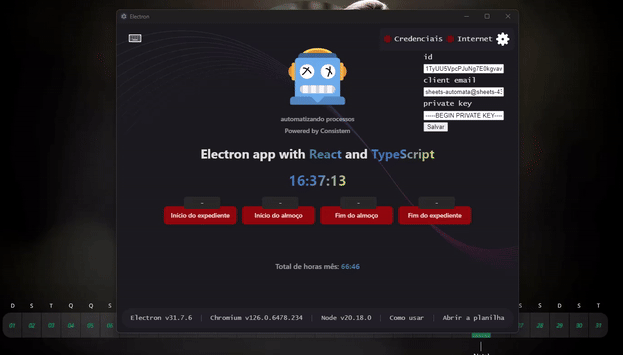 Electron
Credenciais
Internet
id
1TyUU5VpcPJuNg7E0kgvav
client email
sheets-automata@sheets-43
private key
-----BEGIN PRIVATE KEY----
Salvar
automatizando processos
Powered by Consistem
Electron app with React and TypeScript
16:37:13
- - - -
Início do expediente
Início do almoço
Fim do almoço
Fim do expediente
Total de horas mês: 66:46
D S T Q Q S
S S D S T
01 02 03 04 05 06
27 28 29 30 31
Electron v31.7.6 | Chromium v126.0.6478.234 | Node v20.18.0 | Como usar | Abrir a planilha